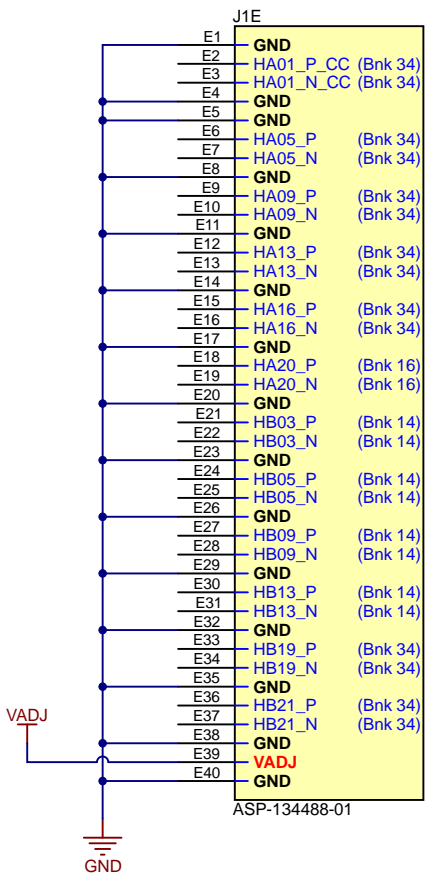 J1E
E1 GND
E2 HA01_P_CC (Bnk 34)
E3 HA01_N_CC (Bnk 34)
E4 GND
E5 GND
E6 HA05_P (Bnk 34)
E7 HA05_N (Bnk 34)
E8 GND
E9 HA09_P (Bnk 34)
E10 HA09_N (Bnk 34)
E11 GND
E12 HA13_P (Bnk 34)
E13 HA13_N (Bnk 34)
E14 GND
E15 HA16_P (Bnk 34)
E16 HA16_N (Bnk 34)
E17 GND
E18 HA20_P (Bnk 16)
E19 HA20_N (Bnk 16)
E20 GND
E21 HB03_P (Bnk 14)
E22 HB03_N (Bnk 14)
E23 GND
E24 HB05_P (Bnk 14)
E25 HB05_N (Bnk 14)
E26 GND
E27 HB09_P (Bnk 14)
E28 HB09_N (Bnk 14)
E29 GND
E30 HB13_P (Bnk 14)
E31 HB13_N (Bnk 14)
E32 GND
E33 HB19_P (Bnk 34)
E34 HB19_N (Bnk 34)
E35 GND
E36 HB21_P (Bnk 34)
E37 HB21_N (Bnk 34)
E38 GND
E39 VADJ
E40 GND
ASP-134488-01
VADJ
GND